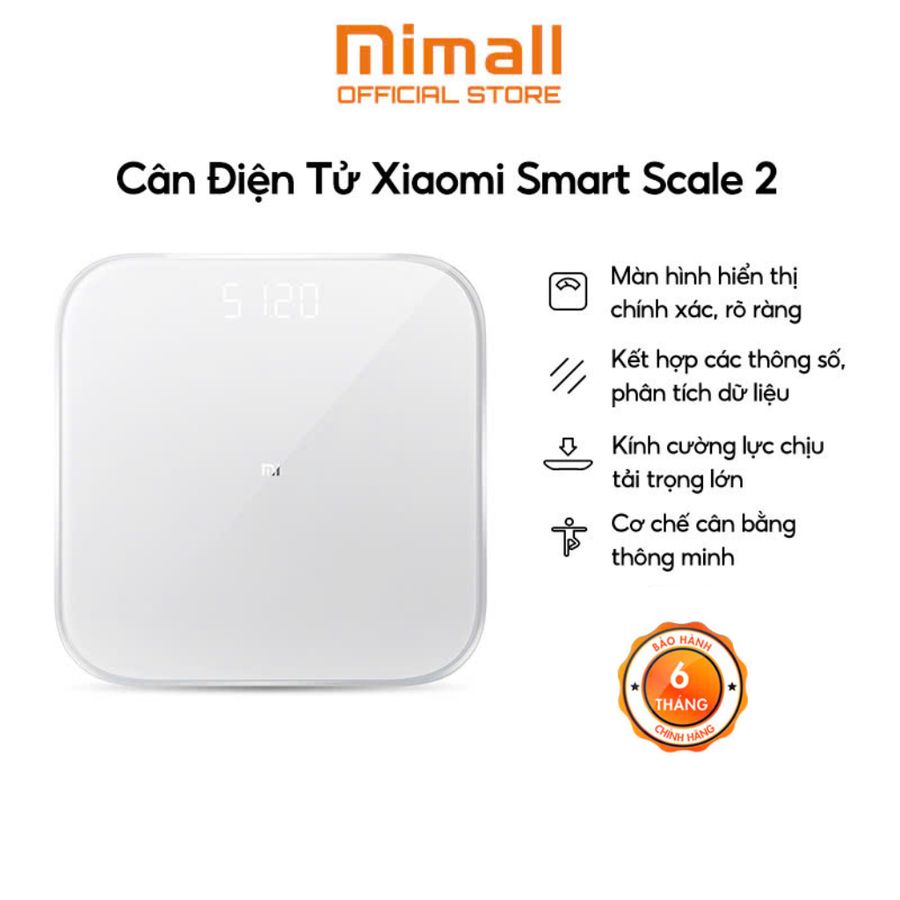 mimall
OFFICIAL STORE
Cân Điện Tử Xiaomi Smart Scale 2
51.20
mi
Màn hình hiển thị
chính xác, rõ ràng
Kết hợp các thông số,
phân tích dữ liệu
Kính cường lực chịu
tải trọng lớn
Cơ chế cân bằng
thông minh
BẢO HÀNH
6
THÁNG
CHÍNH HÃNG